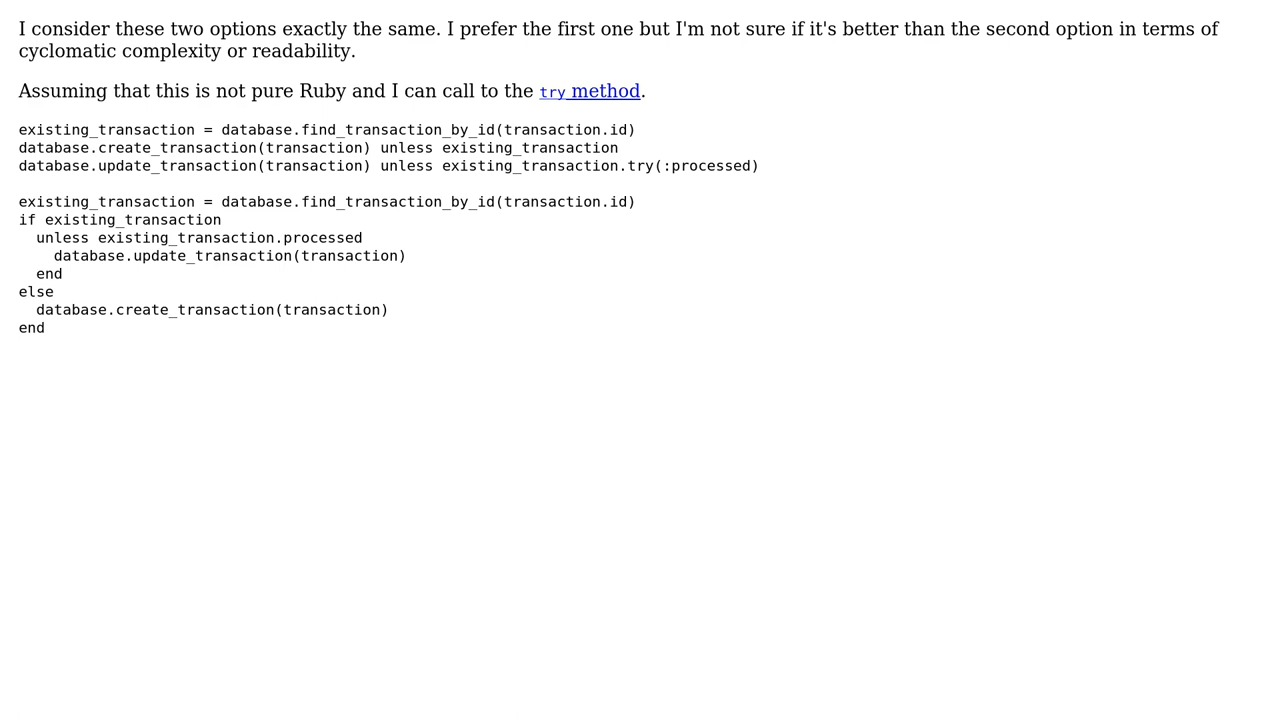 I consider these two options exactly the same. I prefer the first one but I'm not sure if it's better than the second option in terms of
cyclomatic complexity or readability.
Assuming that this is not pure Ruby and I can call to the try method.
existing_transaction = database.find_transaction_by_id(transaction.id)
database.create_transaction(transaction) unless existing_transaction
database.update_transaction(transaction) unless existing_transaction.try(:processed)
existing_transaction = database.find_transaction_by_id(transaction.id)
if existing_transaction
  unless existing_transaction.processed
    database.update_transaction(transaction)
  end
else
  database.create_transaction(transaction)
end